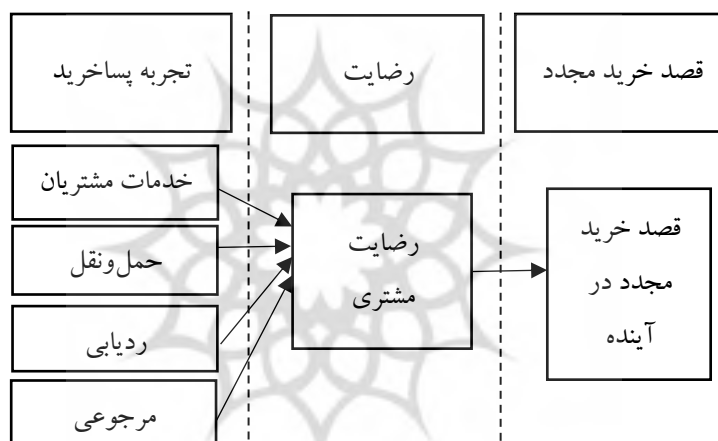 تجربه پساخرید
رضایت
قصد خرید مجدد
خدمات مشتریان
حمل‌ونقل
ردیابی
مرجوعی
رضایت
مشتری
قصد خرید
مجدد در
آینده